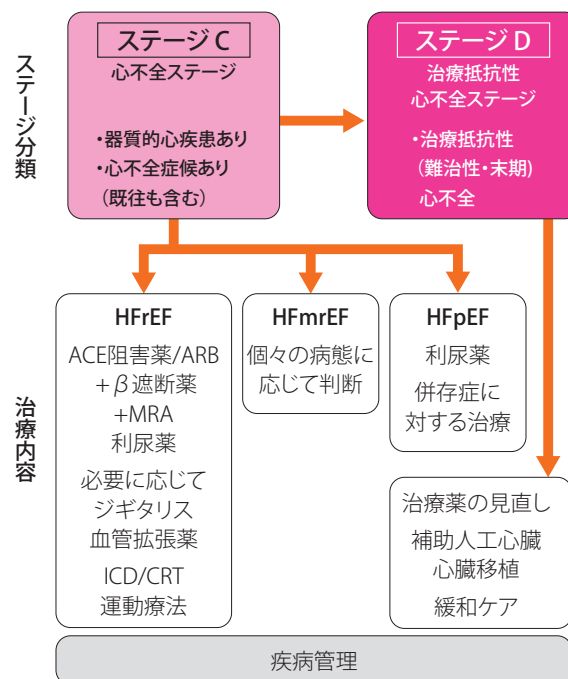 ステージ分類
ステージ C
心不全ステージ
・器質的心疾患あり
・心不全症候あり
（既往も含む）
ステージ D
治療抵抗性
心不全ステージ
・治療抵抗性
（難治性・末期）
心不全
治療内容
HFrEF
ACE阻害薬/ARB
＋β遮断薬
+MRA
利尿薬
必要に応じて
ジギタリス
血管拡張薬
ICD/CRT
運動療法
HFmrEF
個々の病態に
応じて判断
HFpEF
利尿薬
併存症に
対する治療
治療薬の見直し
補助人工心臓
心臓移植
緩和ケア
疾病管理